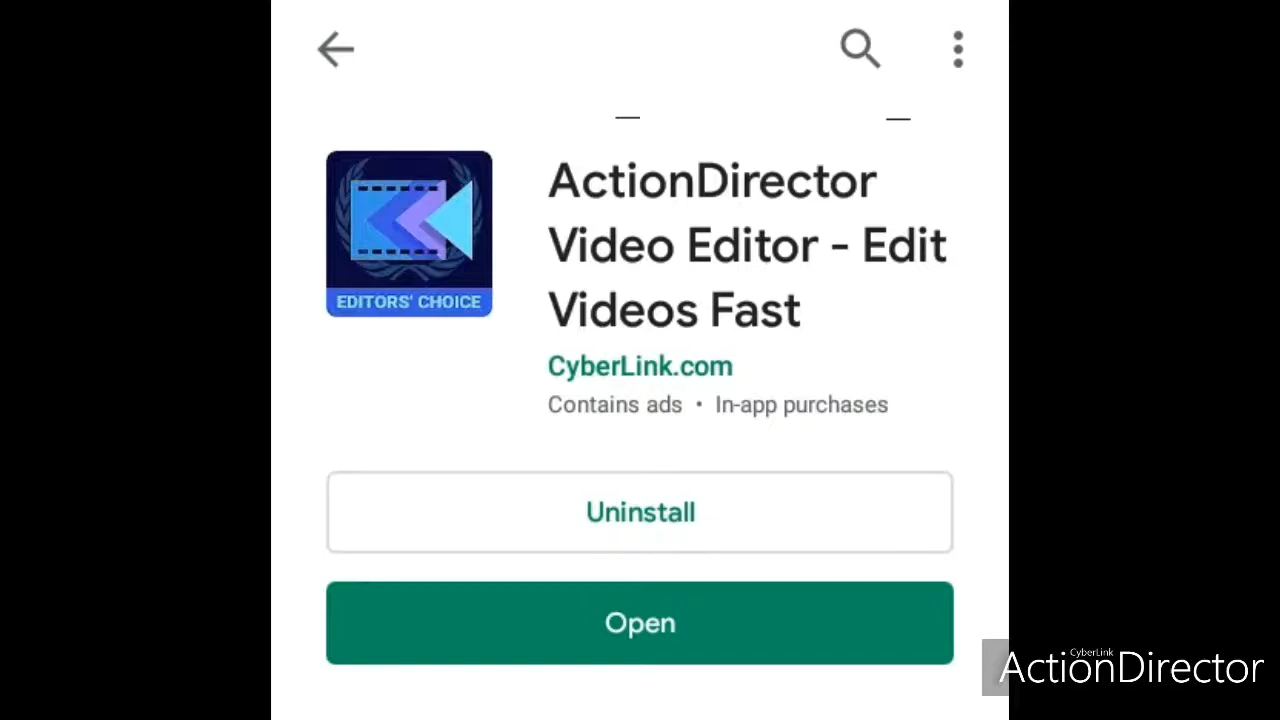 ActionDirector
Video Editor - Edit
Videos Fast
EDITORS' CHOICE
CyberLink.com
Contains ads • In-app purchases
Uninstall
Open
CyberLink
ActionDirector